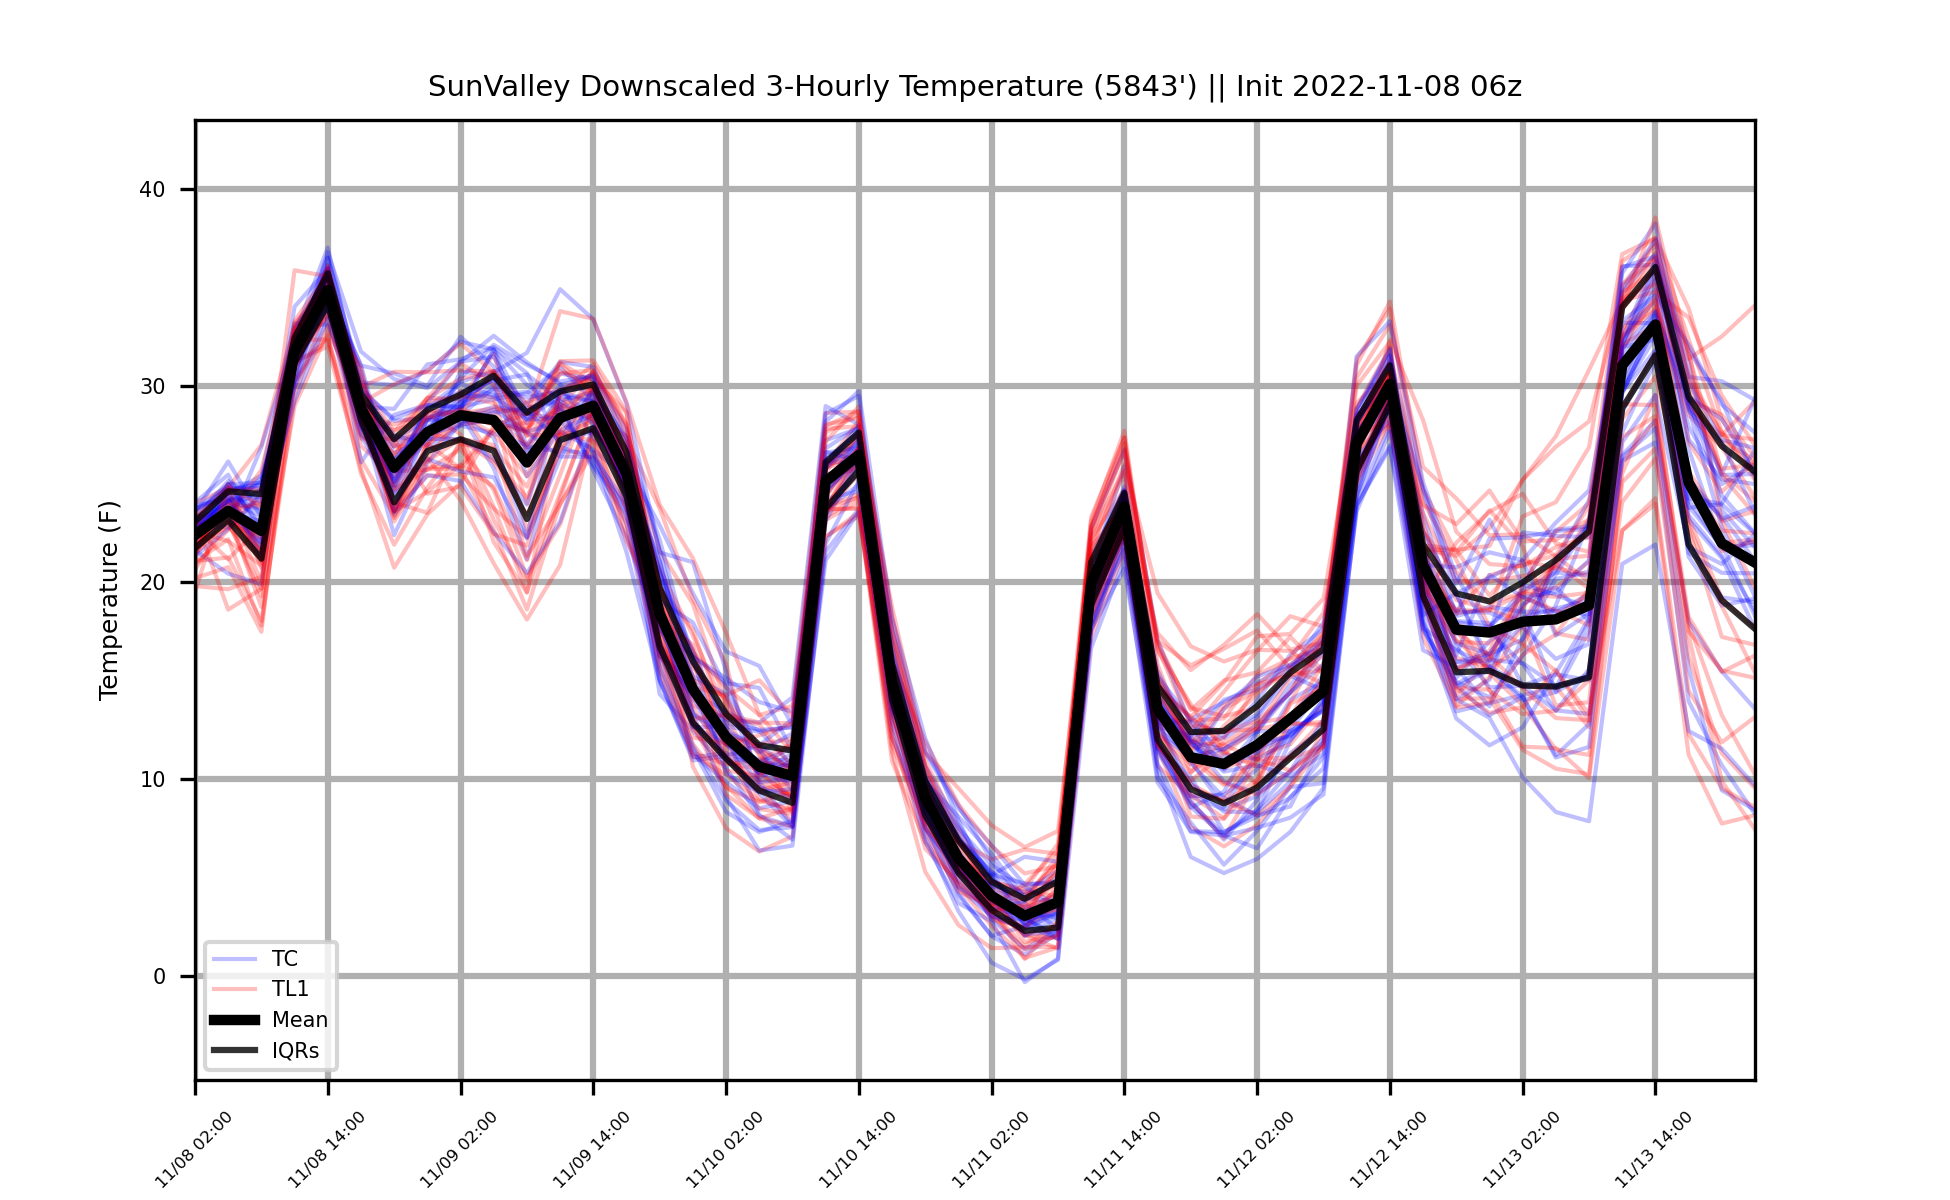 SunValley Downscaled 3-Hourly Temperature (5843') || Init 2022-11-08 06z
Temperature (F)
40
30
20
10
0
TC
TL1
Mean
IQRs
11/08 02:00
11/08 14:00
11/09 02:00
11/09 14:00
11/10 02:00
11/10 14:00
11/11 02:00
11/11 14:00
11/12 02:00
11/12 14:00
11/13 02:00
11/13 14:00